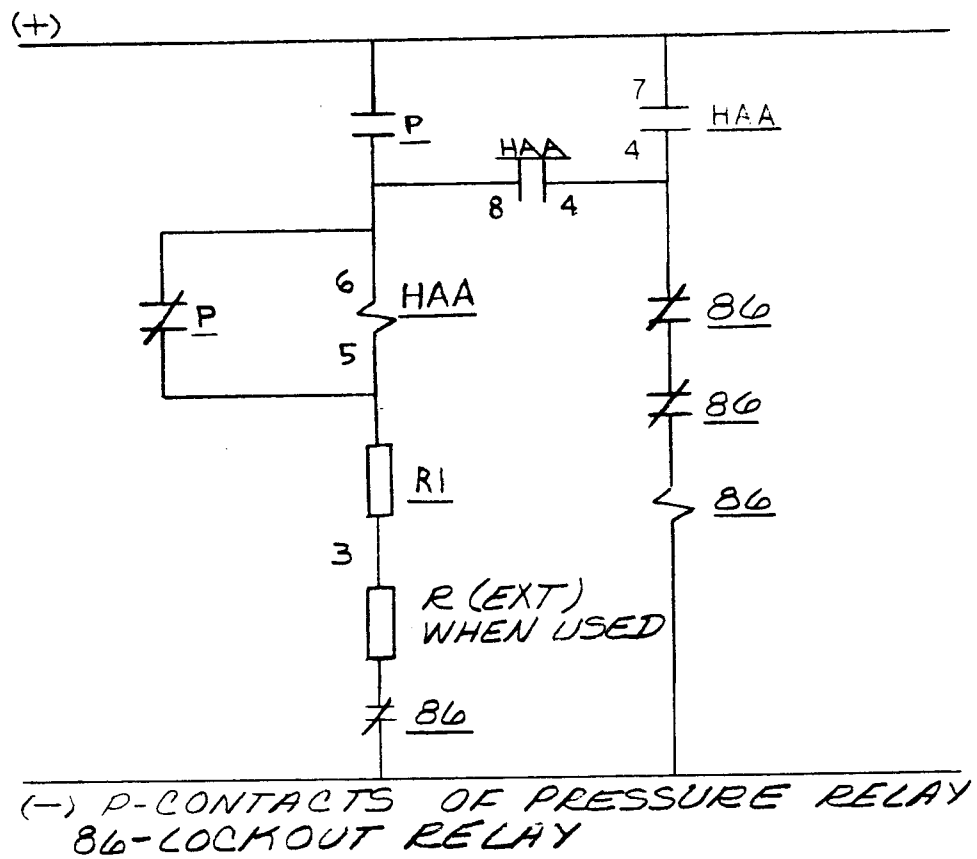 (+)
7
P
HAA
HAA
4
8
4
6
HAA
P
86
5
86
R1
86
3
R (EXT)
WHEN USED
86
(-) P-CONTACTS OF PRESSURE RELAY
86-LOCKOUT RELAY